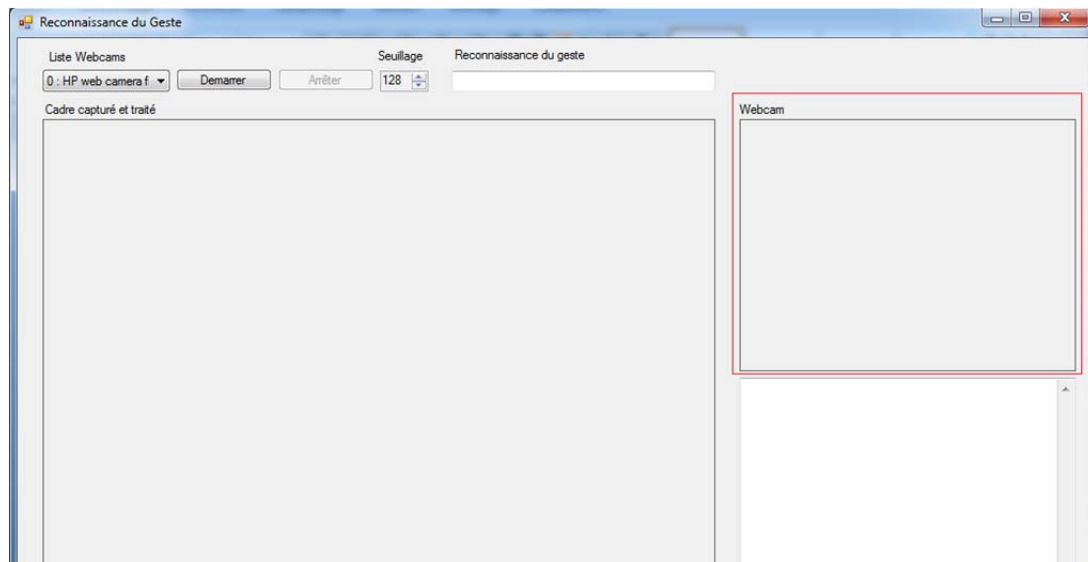 Reconnaissance du Geste
Liste Webcams Seuillage Reconnaissance du geste
0 : HP web camera f Demarrer Arrêter 128
Cadre capturé et traité Webcam